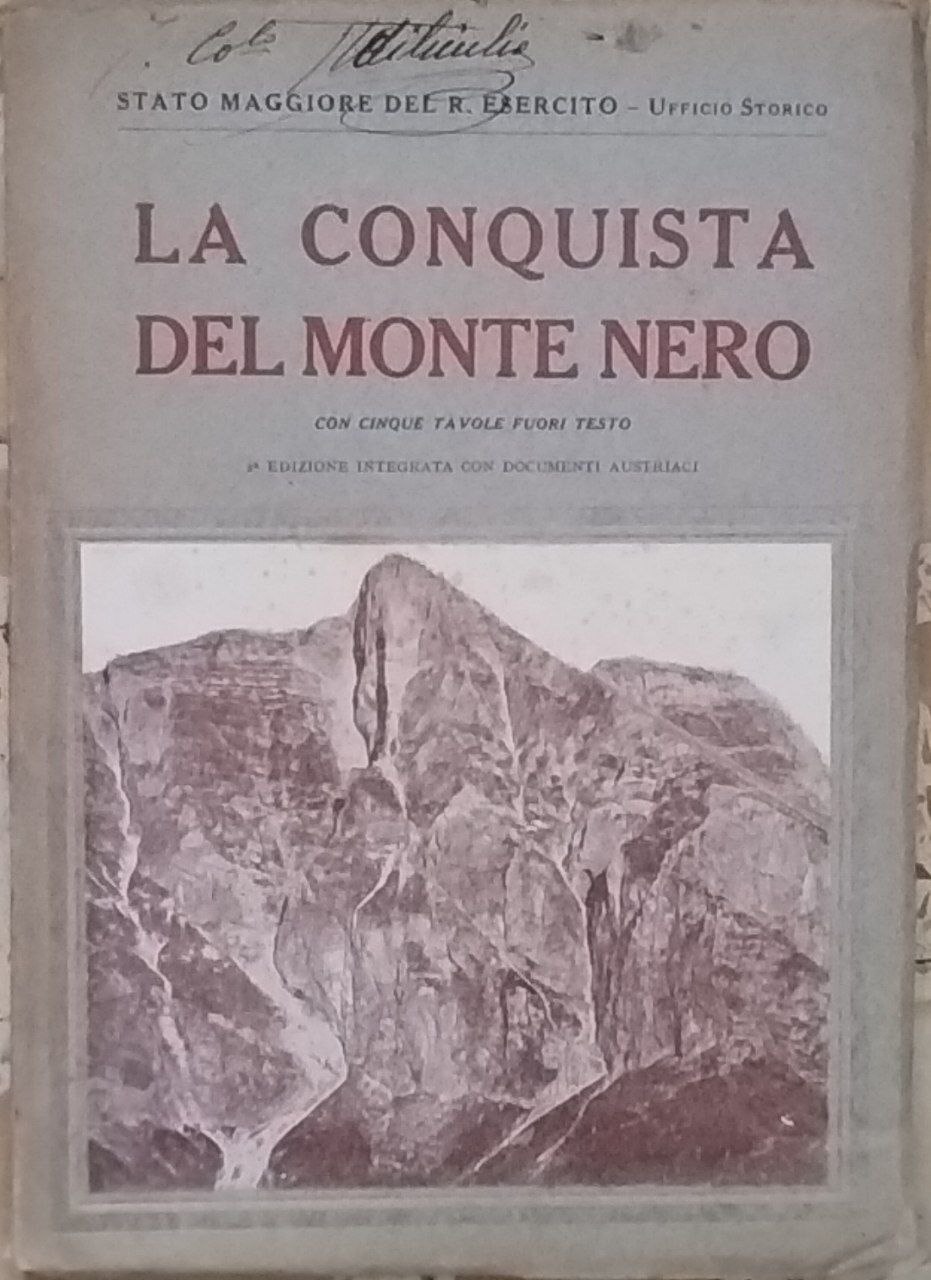 Col.
STATO MAGGIORE DEL R. ESERCITO – UFFICIO STORICO
LA CONQUISTA
DEL MONTE NERO
CON CINQUE TAVOLE FUORI TESTO
EDIZIONE INTEGRATA CON DOCUMENTI AUSTRIACI